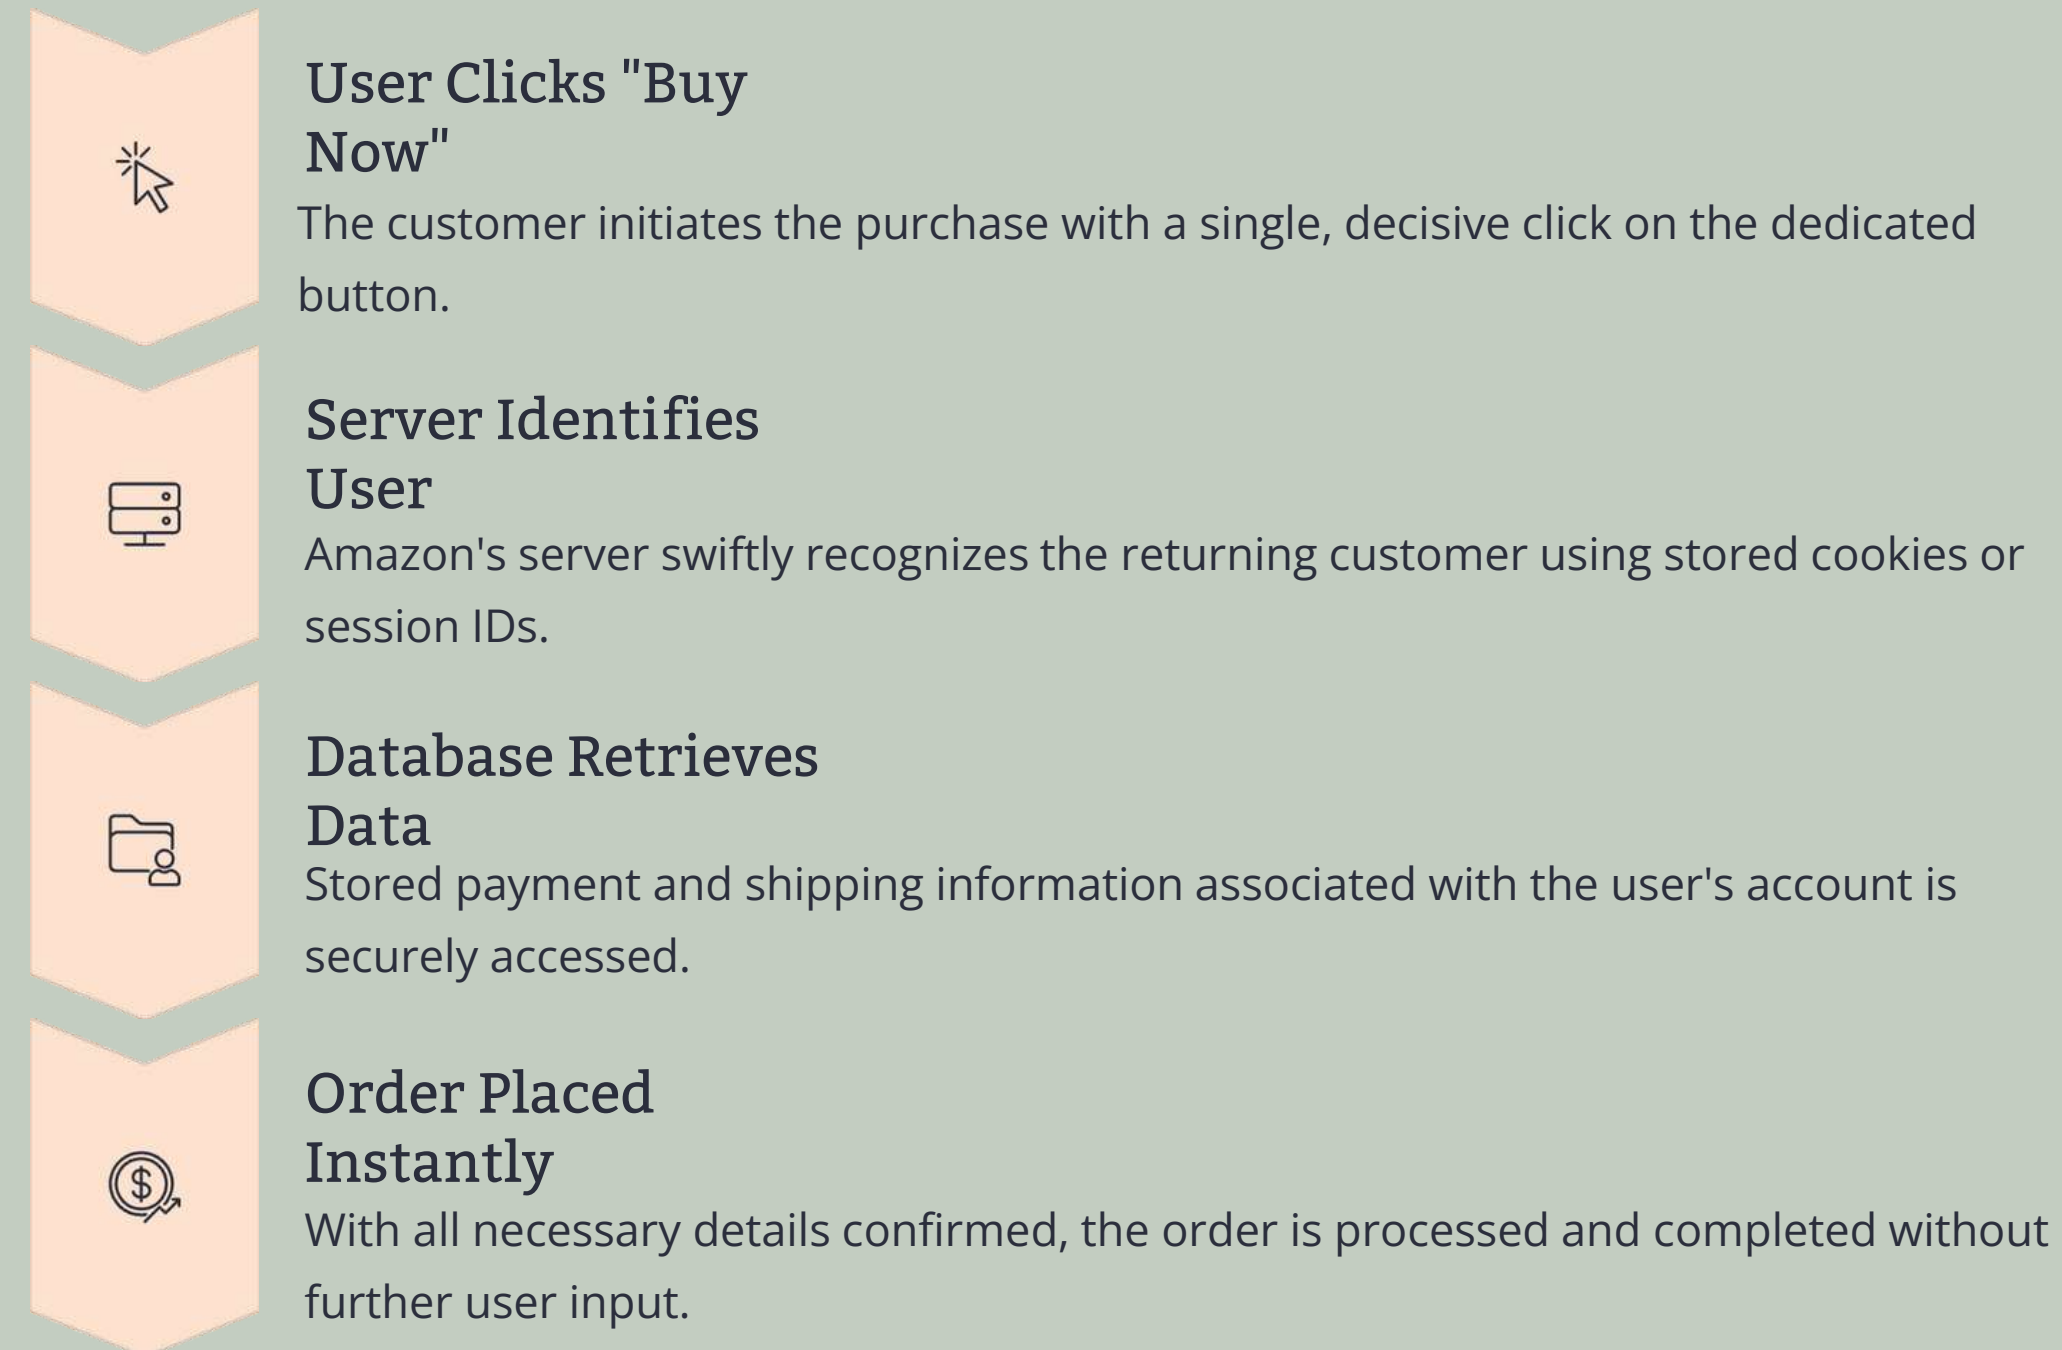 User Clicks "Buy
Now"
The customer initiates the purchase with a single, decisive click on the dedicated
button.
Server Identifies
User
Amazon's server swiftly recognizes the returning customer using stored cookies or
session IDs.
Database Retrieves
Data
Stored payment and shipping information associated with the user's account is
securely accessed.
$
Order Placed
Instantly
With all necessary details confirmed, the order is processed and completed without
further user input.